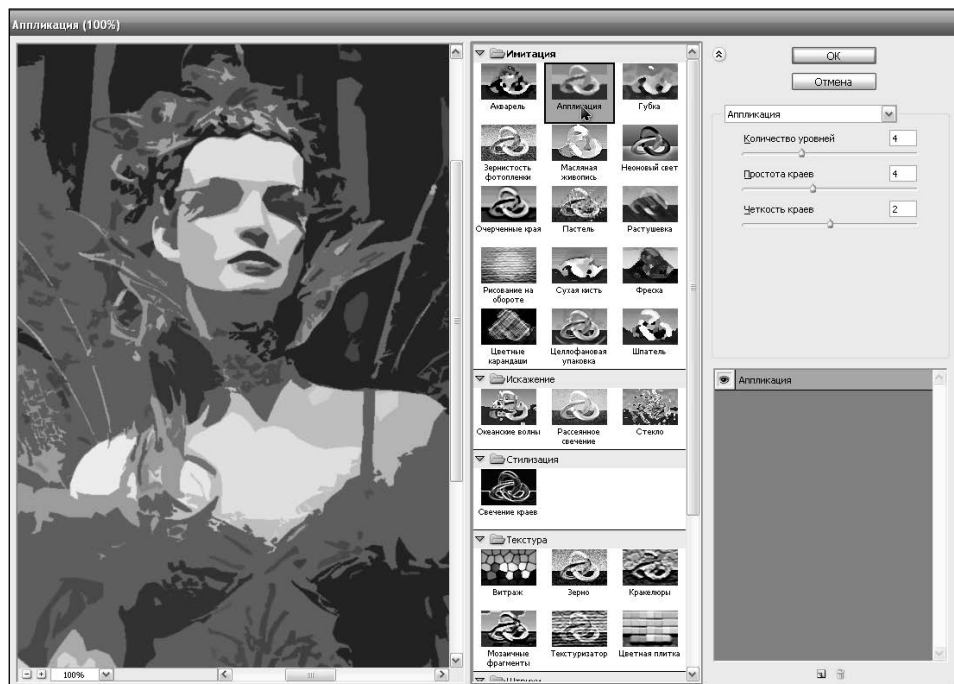 Аппликация (100%)
100%
Имитация
Акварель
Аппликация
Губка
Зернистость
фотопленки
Масляная
живопись
Неоновый свет
Очерченные края
Пастель
Растушевка
Рисование на
обороте
Сухая кисть
Фреска
Цветные
карандаши
Целлофановая
упаковка
Шпатель
Искажение
Океанские волны
Рассеянное
свечение
Стекло
Стилизация
Свечение краев
Текстура
Витраж
Зерно
Кракелюры
Мозаичные
фрагменты
Текстуризатор
Цветная плитка
ОК
Отмена
Аппликация
Количество уровней 4
Простота краев 4
Четкость краев 2
Аппликация